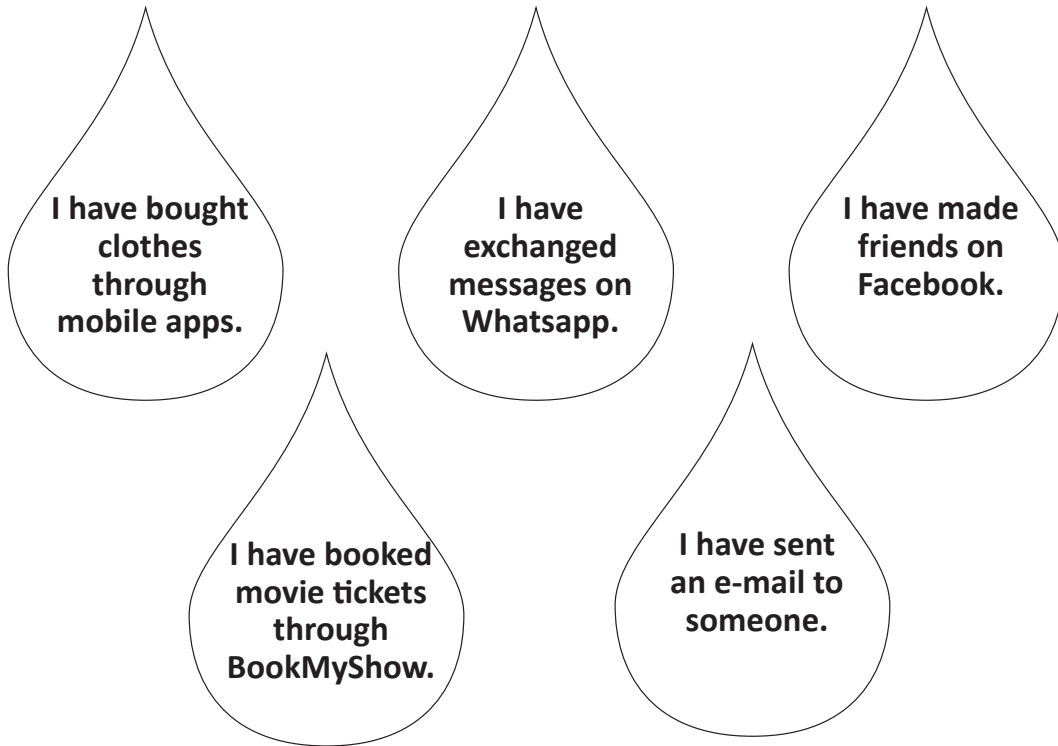 I have bought
clothes
through
mobile apps.
I have
exchanged
messages on
Whatsapp.
I have made
friends on
Facebook.
I have booked
movie tickets
through
BookMyShow.
I have sent
an e-mail to
someone.